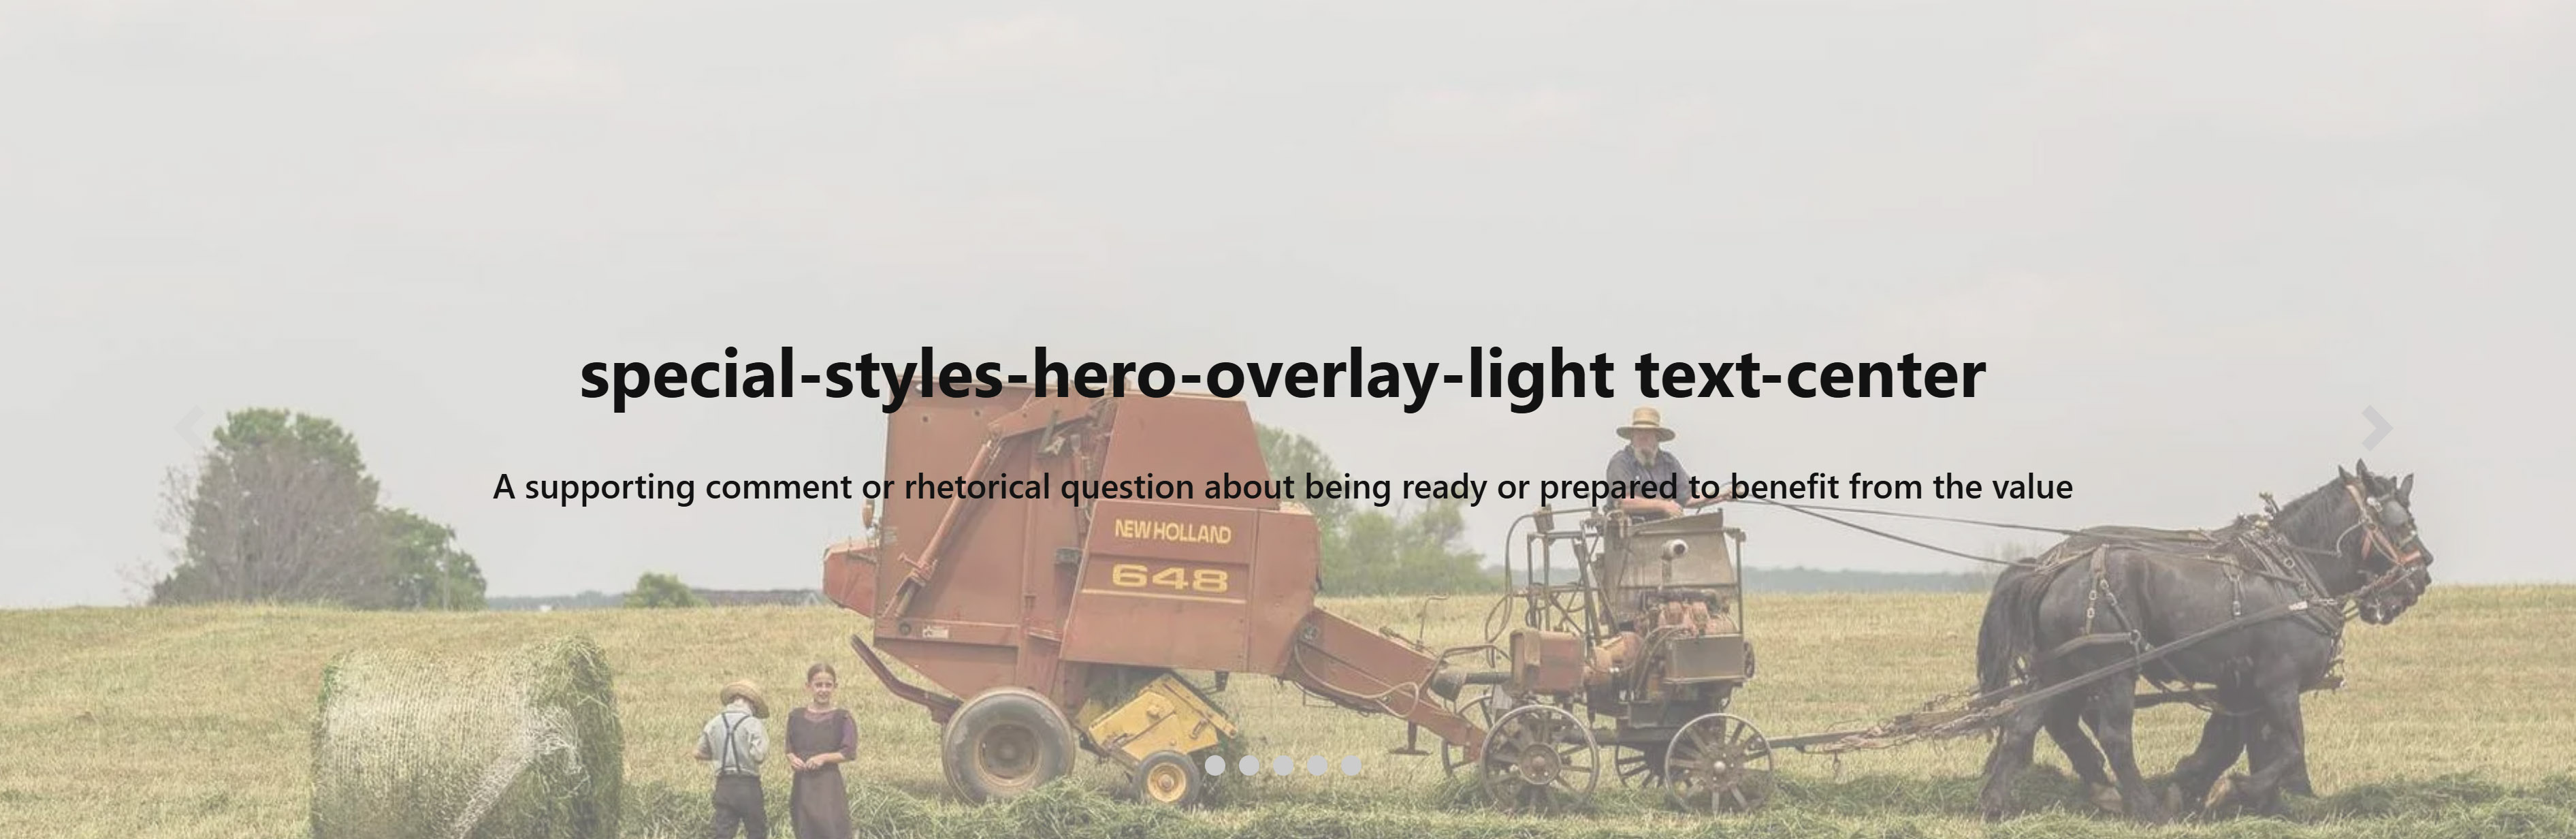 special-styles-hero-overlay-light text-center
A supporting comment or rhetorical question about being ready or prepared to benefit from the value
NEW HOLLAND
648